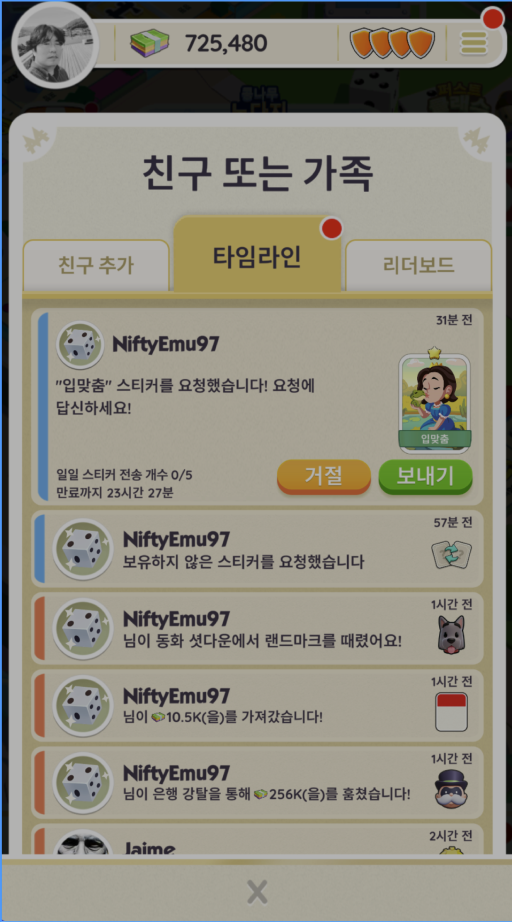 725,480
친구 또는 가족
친구 추가
타임라인
리더보드
31분 전
NiftyEmu97
"입맞춤" 스티커를 요청했습니다! 요청에
답신하세요!
입맞춤
일일 스티커 전송 개수 0/5
만료까지 23시간 27분
거절
보내기
57분 전
NiftyEmu97
보유하지 않은 스티커를 요청했습니다
1시간 전
NiftyEmu97
님이 동화 셧다운에서 랜드마크를 때렸어요!
1시간 전
NiftyEmu97
님이 10.5K(을)를 가져갔습니다!
1시간 전
NiftyEmu97
님이 은행 강탈을 통해 256K(을)를 훔쳤습니다!
2시간 전
Jaime